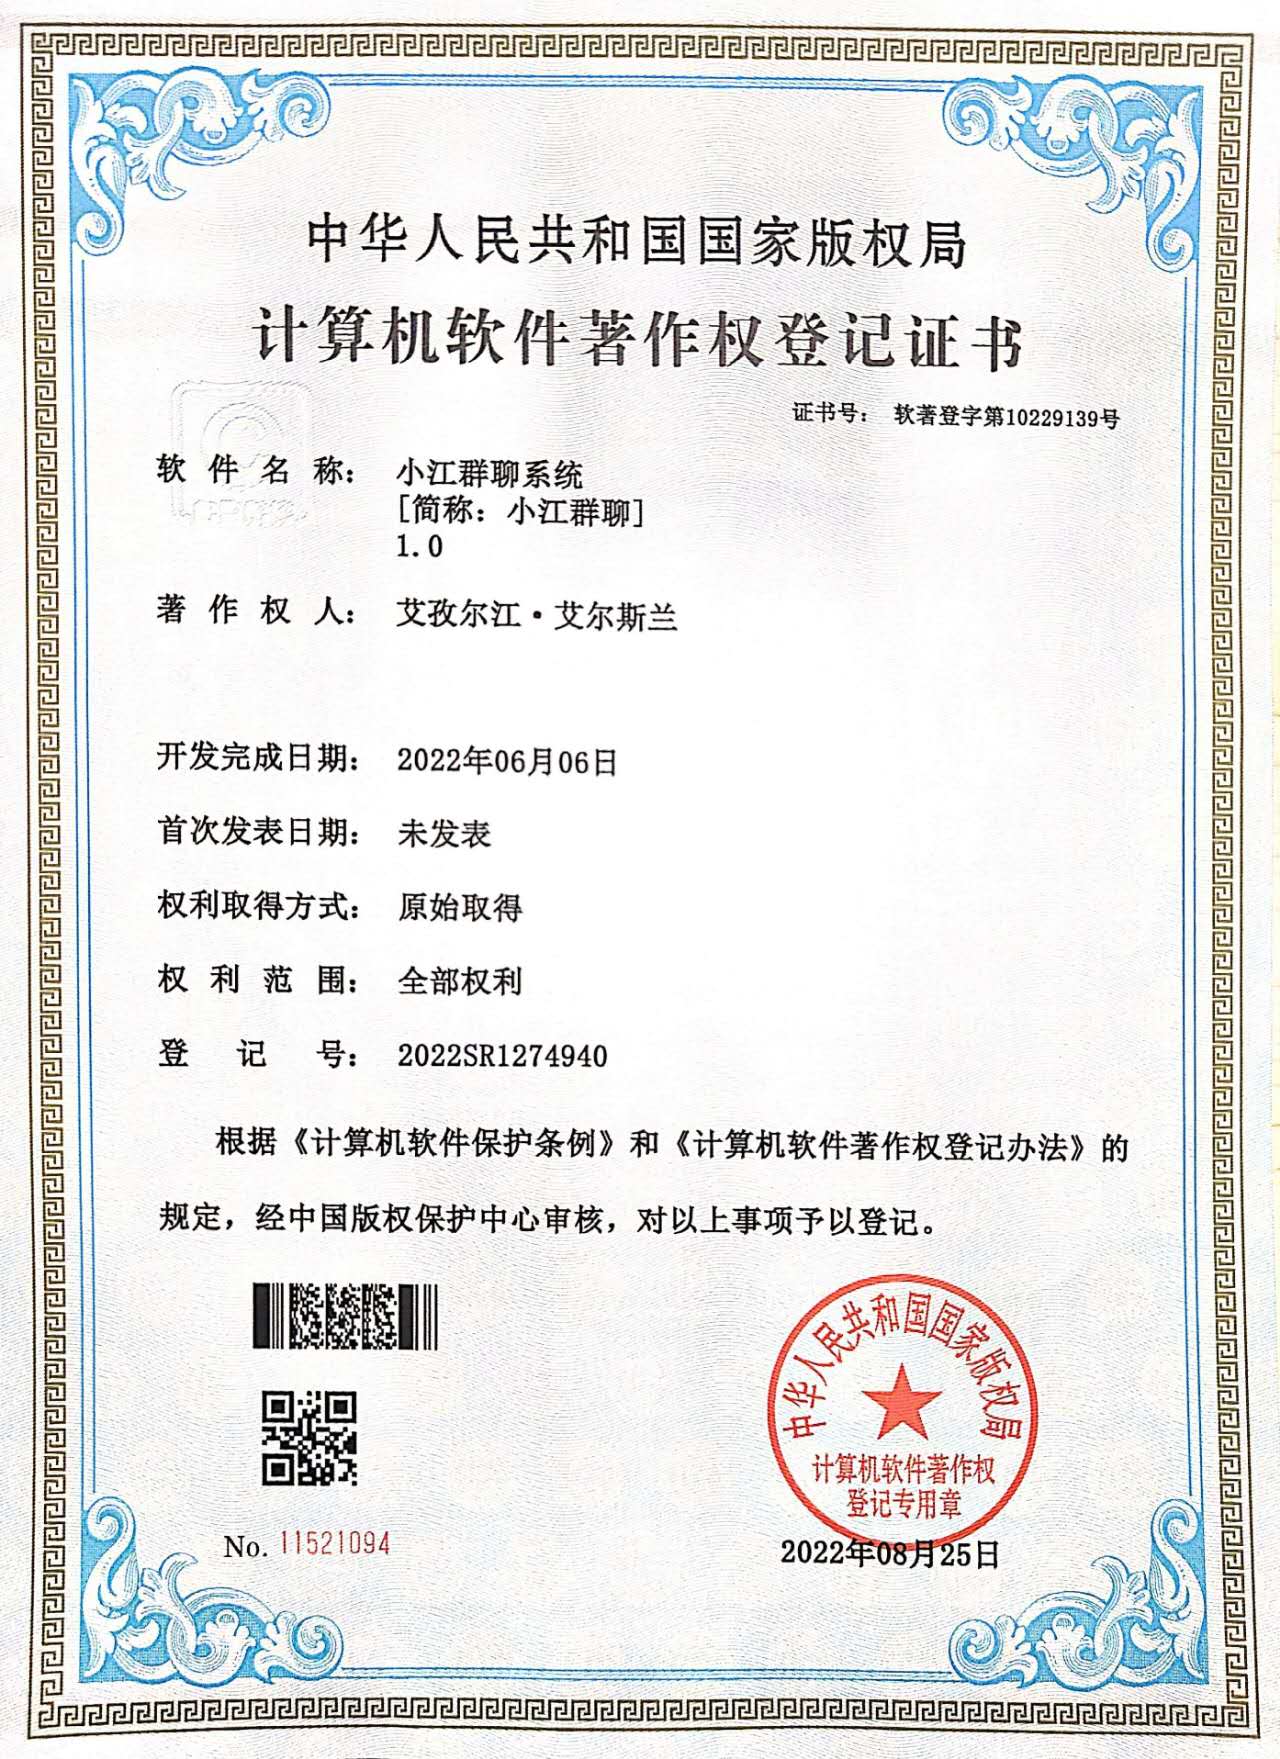 中华人民共和国国家版权局
计算机软件著作权登记证书
证书号： 软著登字第10229139号
软件名称： 小江群聊系统
[简称：小江群聊]
1.0
著作权人： 艾孜尔江·艾尔斯兰
开发完成日期： 2022年06月06日
首次发表日期： 未发表
权利取得方式： 原始取得
权利范围： 全部权利
登记号： 2022SR1274940
根据《计算机软件保护条例》和《计算机软件著作权登记办法》的
规定，经中国版权保护中心审核，对以上事项予以登记。
中华人民共和国国家版权局
计算机软件著作权
登记专用章
No. 11521094
2022年08月25日